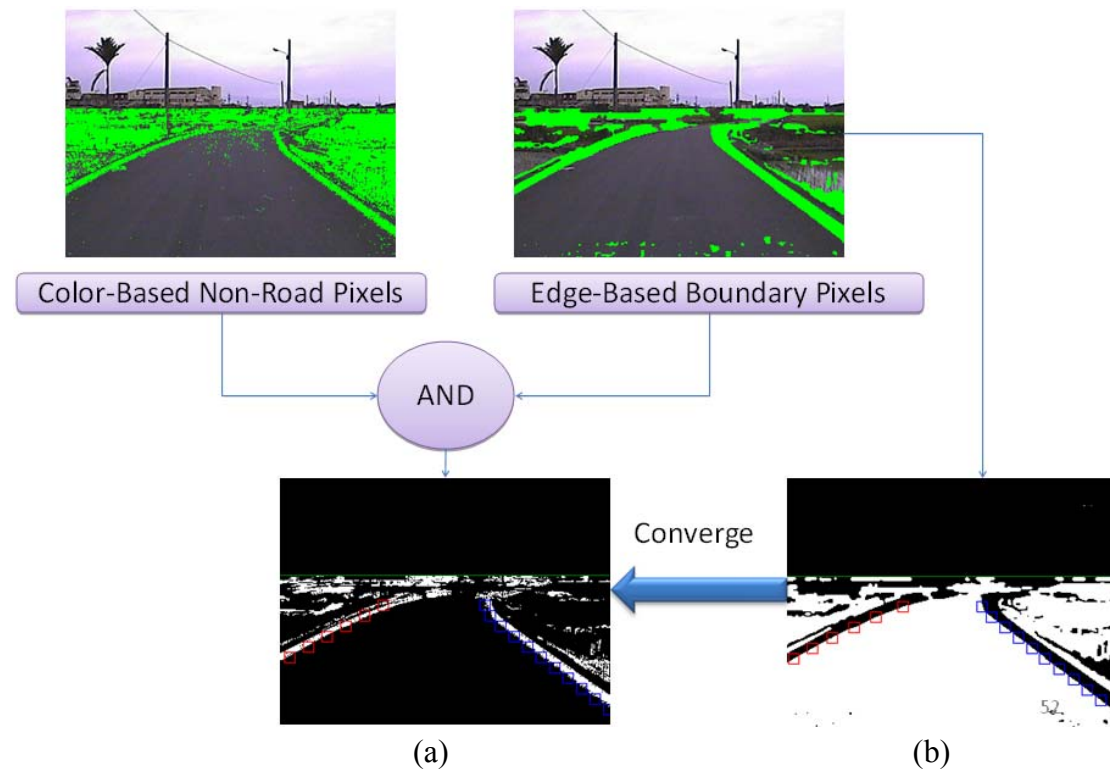 Color-Based Non-Road Pixels
Edge-Based Boundary Pixels
AND
Converge
52
(a)
(b)